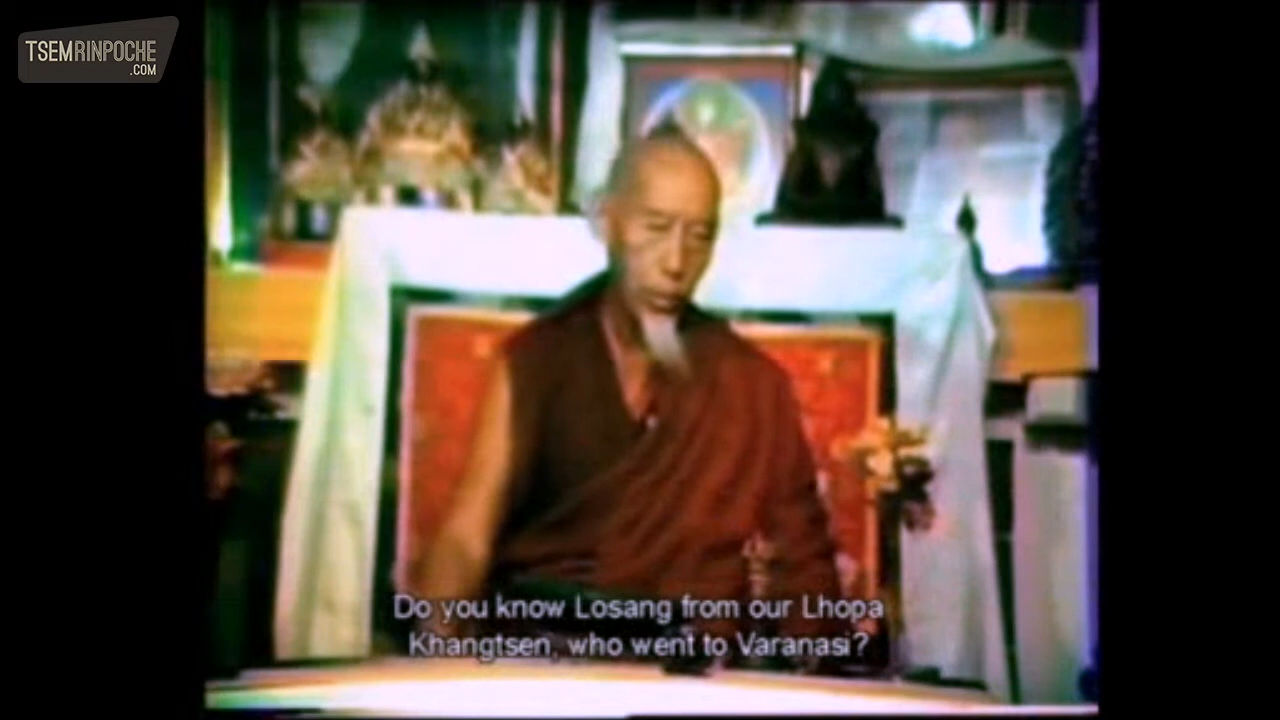 TSEMRINPOCHE
.COM
Do you know Losang from our Lhopa
Khangtsen, who went to Varanasi?